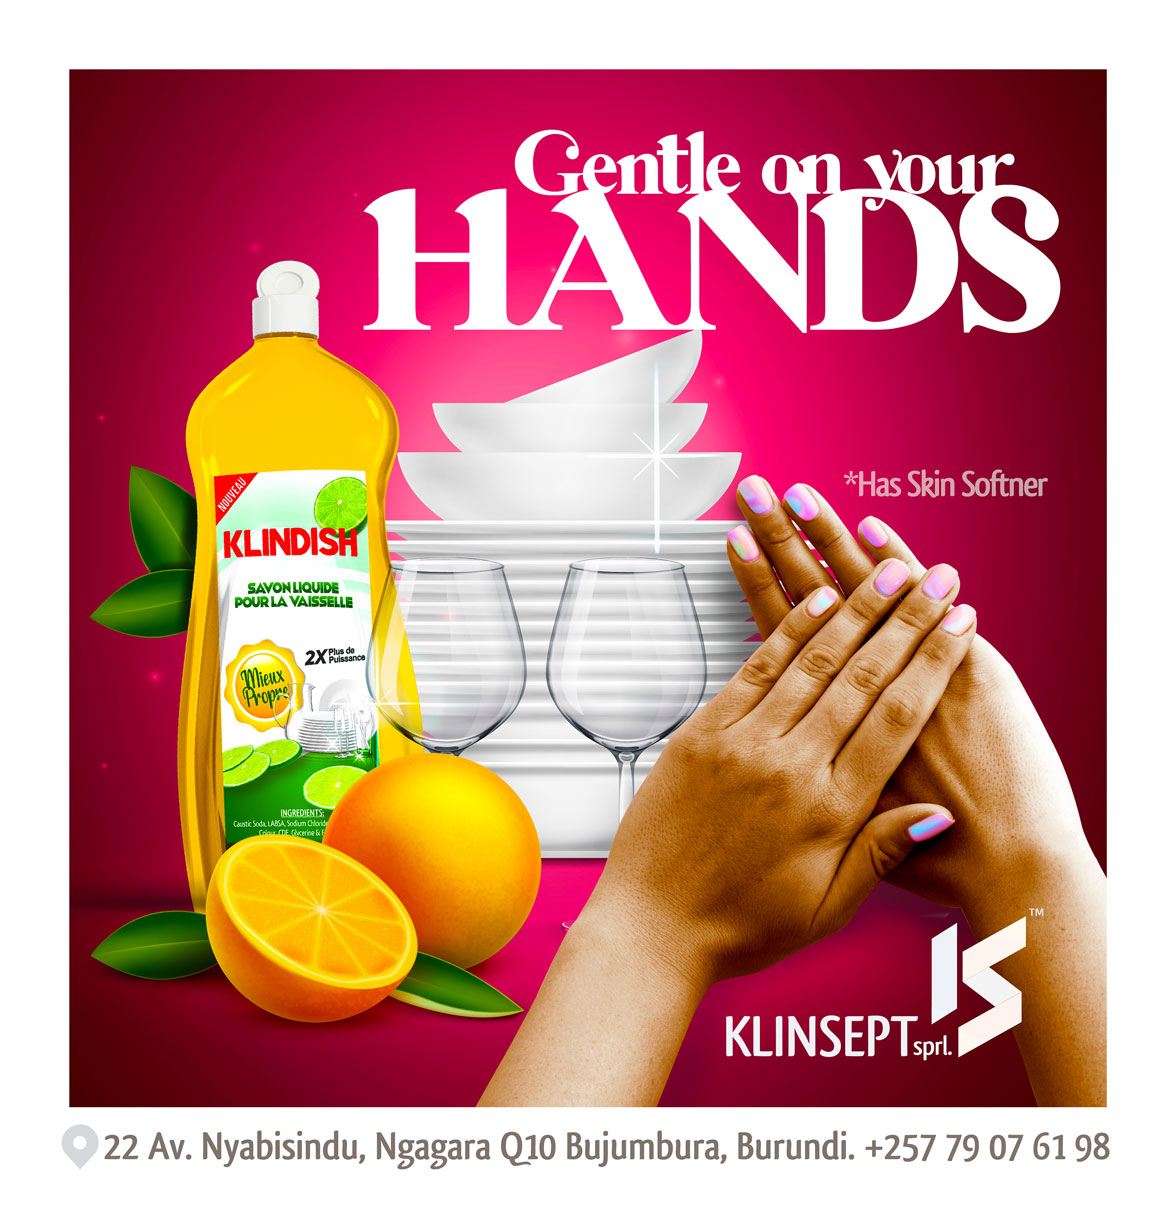 Gentle on your
HANDS
*Has Skin Softner
NOUVEAU
KLINDISH
SAVON LIQUIDE
POUR LA VAISSELLE
2X Plus de
Puissance
Mieux
Propre
INGREDIENTS:
Caustic Soda, LABSA, Sodium Chlorid
Colour, CDE, Glycerine &
KLINSEPT sprl.
TM
22 Av. Nyabisindu, Ngagara Q10 Bujumbura, Burundi. +257 79 07 61 98